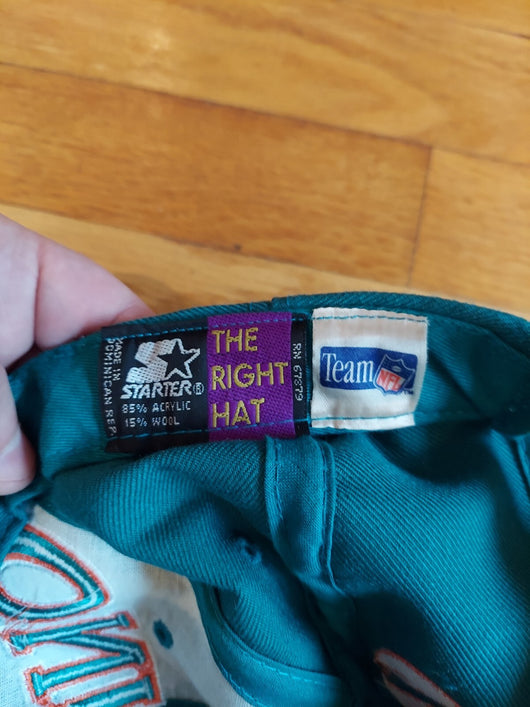 MADE IN
DOMINICAN REP.
STARTER®
85% ACRYLIC
15% WOOL
THE
RIGHT
HAT
RN 67879
Team NFL